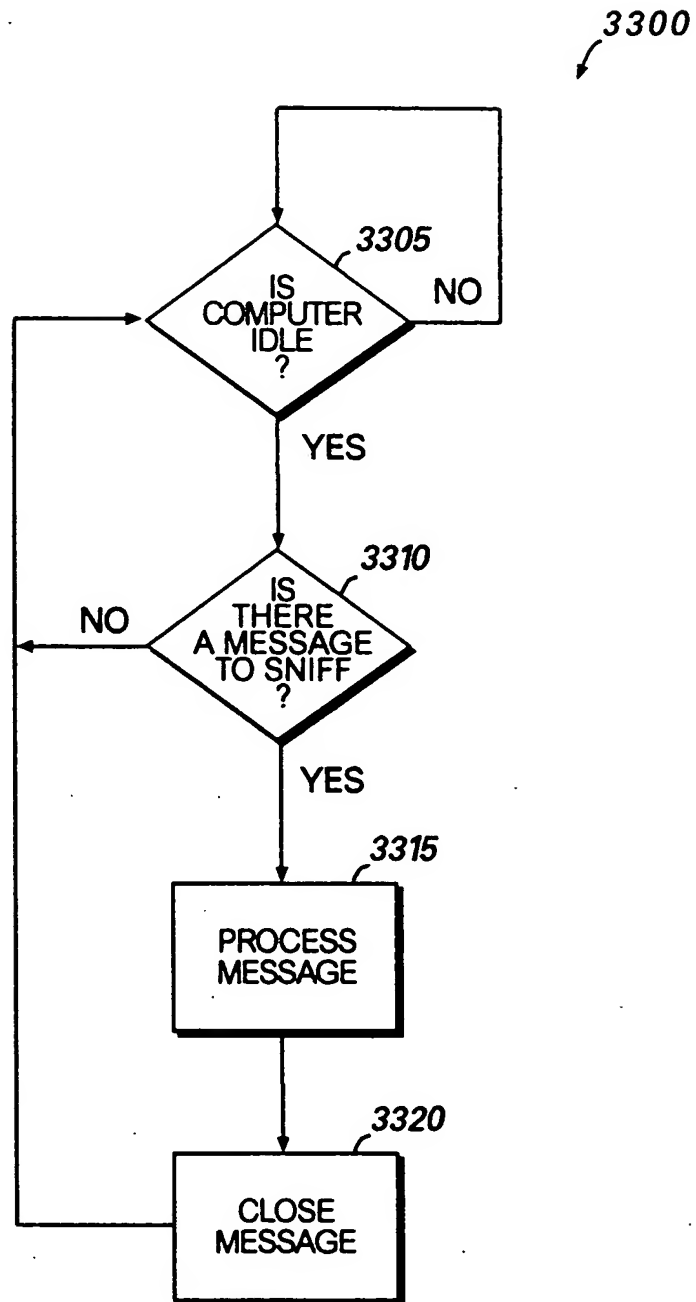 3300
3305
IS
COMPUTER
IDLE
?
NO
YES
3310
IS
THERE
A MESSAGE
TO SNIFF
?
NO
YES
3315
PROCESS
MESSAGE
3320
CLOSE
MESSAGE